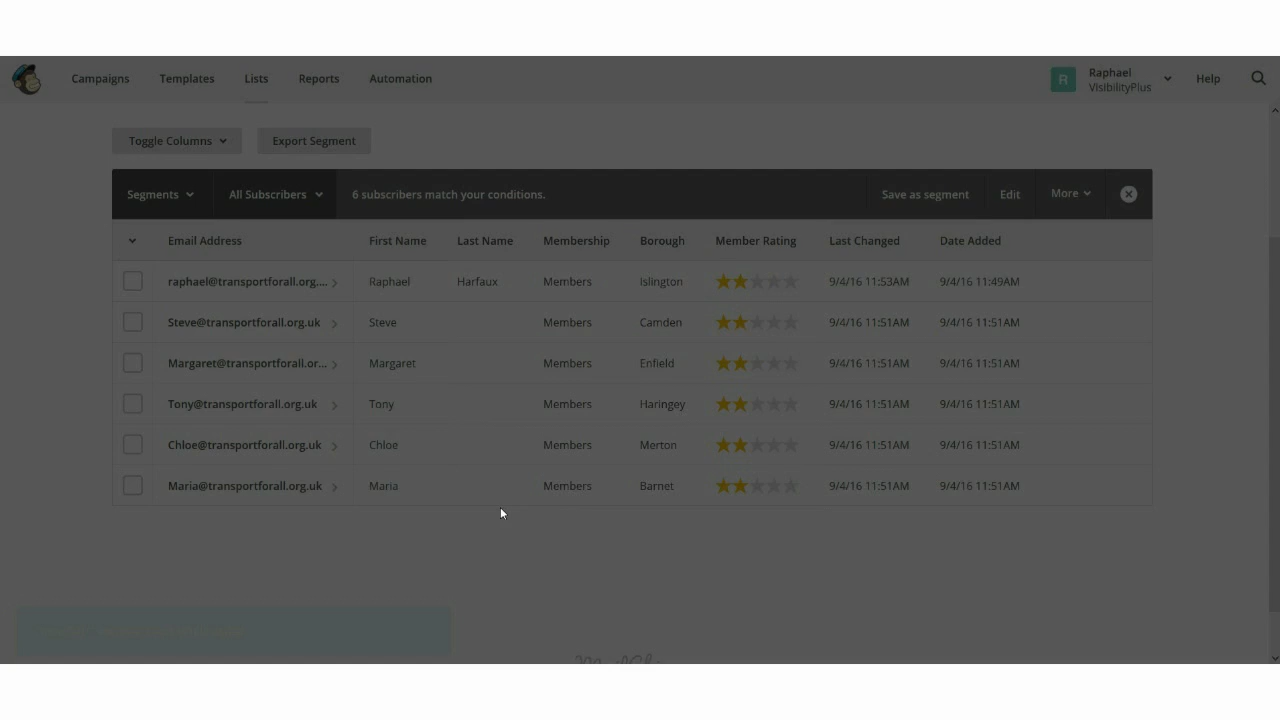 Campaigns Templates Lists Reports Automation Raphael Help
VisibilityPlus
R
Toggle Columns Export Segment
Segments All Subscribers 6 subscribers match your conditions. Save as segment Edit More
Email Address First Name Last Name Membership Borough Member Rating Last Changed Date Added
raphael@transportforall.org.... Raphael Harfaux Members Islington 9/4/16 11:53AM 9/4/16 11:49AM
Steve@transportforall.org.uk Steve Members Camden 9/4/16 11:51AM 9/4/16 11:51AM
Margaret@transportforall.or... Margaret Members Enfield 9/4/16 11:51AM 9/4/16 11:51AM
Tony@transportforall.org.uk Tony Members Haringey 9/4/16 11:51AM 9/4/16 11:51AM
Chloe@transportforall.org.uk Chloe Members Merton 9/4/16 11:51AM 9/4/16 11:51AM
Maria@transportforall.org.uk Maria Members Barnet 9/4/16 11:51AM 9/4/16 11:51AM